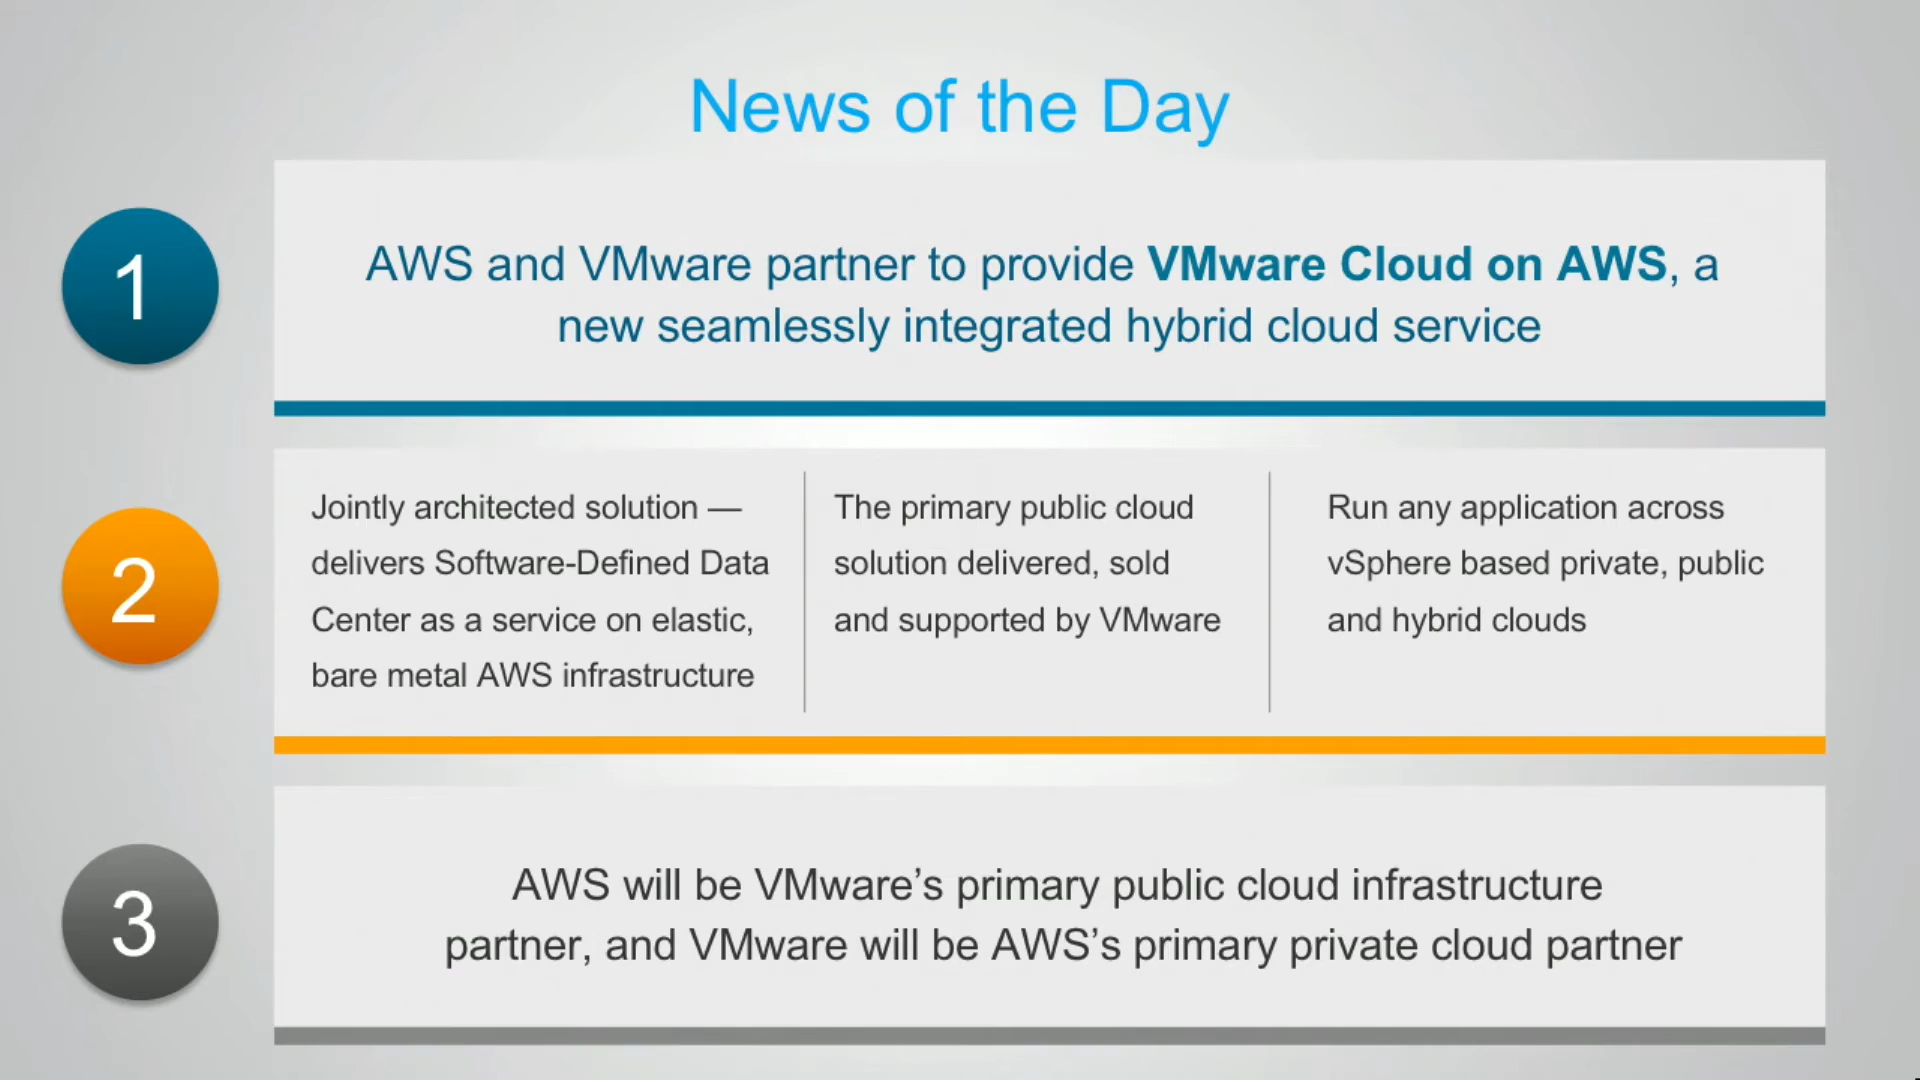 News of the Day
1
AWS and VMware partner to provide VMware Cloud on AWS, a
new seamlessly integrated hybrid cloud service
2
Jointly architected solution —
delivers Software-Defined Data
Center as a service on elastic,
bare metal AWS infrastructure
The primary public cloud
solution delivered, sold
and supported by VMware
Run any application across
vSphere based private, public
and hybrid clouds
3
AWS will be VMware’s primary public cloud infrastructure
partner, and VMware will be AWS’s primary private cloud partner